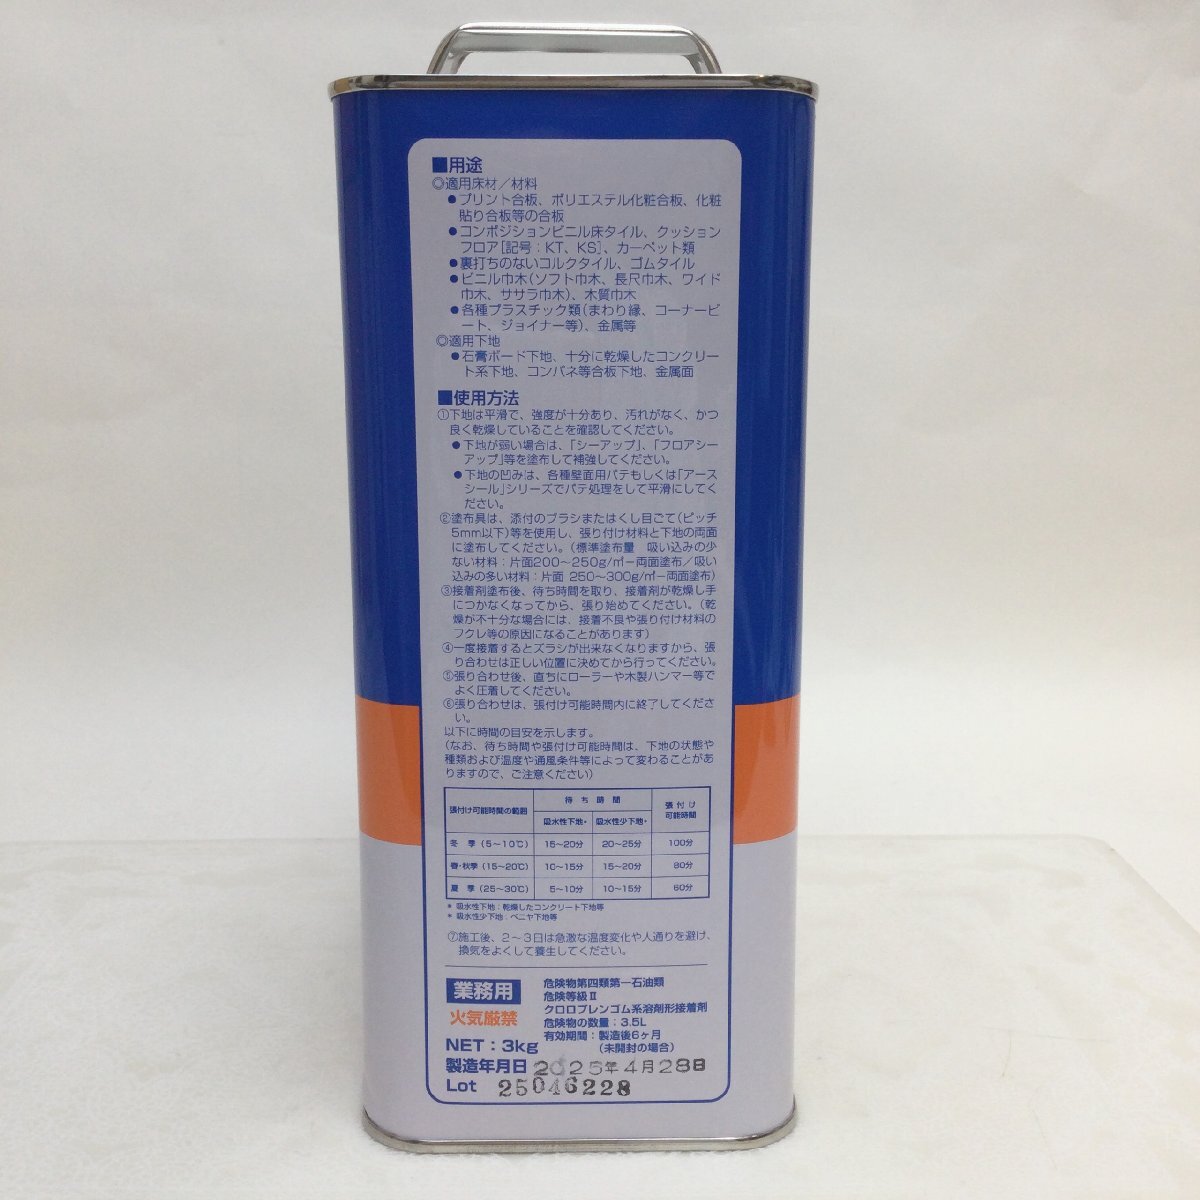 ■用途
◎適用床材／材料
●プリント合板、ポリエステル化粧合板、化粧
貼り合板等の合板
●コンポジションビニル床タイル、クッション
フロア[記号：KT、KS]、カーペット類
●裏打ちのないコルクタイル、ゴムタイル
●ビニル巾木(ソフト巾木、長尺巾木、ワイド
巾木、ササラ巾木)、木質巾木
●各種プラスチック類(まわり縁、コーナービ
ート、ジョイナー等)、金属等
◎適用下地
●石膏ボード下地、十分に乾燥したコンクリー
ト系下地、コンパネ等合板下地、金属面
■使用方法
①下地は平滑で、強度が十分あり、汚れがなく、かつ
良く乾燥していることを確認してください。
●下地が弱い場合は、「シーアップ」、「フロアシー
アップ」等を塗布して補強してください。
●下地の凹みは、各種壁面用パテもしくは「アース
シール」シリーズでパテ処理をして平滑にしてく
ださい。
②塗布具は、添付のブラシまたはくし目ごて(ピッチ
5mm以下)等を使用し、張り付け材料と下地の両面
に塗布してください。(標準塗布量 吸い込みの少
ない材料：片面200〜250g/㎡−両面塗布／吸い
込みの多い材料：片面 250〜300g/㎡−両面塗布)
③接着剤塗布後、待ち時間を取り、接着剤が乾燥し手
につかなくなってから、張り始めてください。(乾
燥が不十分な場合には、接着不良や張り付け材料の
フクレ等の原因になることがあります)
④一度接着するとズラシが出来なくなりますから、張
り合わせは正しい位置に決めてから行ってください。
⑤張り合わせ後、直ちにローラーや木製ハンマー等で
よく圧着してください。
⑥張り合わせは、張付け可能時間内に終了してくださ
い。
以下に時間の目安を示します。
(なお、待ち時間や張付け可能時間は、下地の状態や
種類および温度や通風条件等によって変わることがあ
りますので、ご注意ください)
張付け可能時間の範囲 待ち時間 張付け
可能時間
吸水性下地* 吸水性少下地*
冬 季 (5〜10℃) 15〜20分 20〜25分 100分
春・秋季 (15〜20℃) 10〜15分 15〜20分 80分
夏 季 (25〜30℃) 5〜10分 10〜15分 60分
* 吸水性下地：乾燥したコンクリート下地等
* 吸水性少下地：ベニヤ下地等
⑦施工後、2〜3日は急激な温度変化や人通りを避け、
換気をよくして養生してください。
業務用
火気厳禁
危険物第四類第一石油類
危険等級Ⅱ
クロロプレンゴム系溶剤形接着剤
危険物の数量：3.5L
有効期間：製造後6ヶ月
(未開封の場合)
NET：3kg
製造年月日 2025年4月28日
Lot 25046228